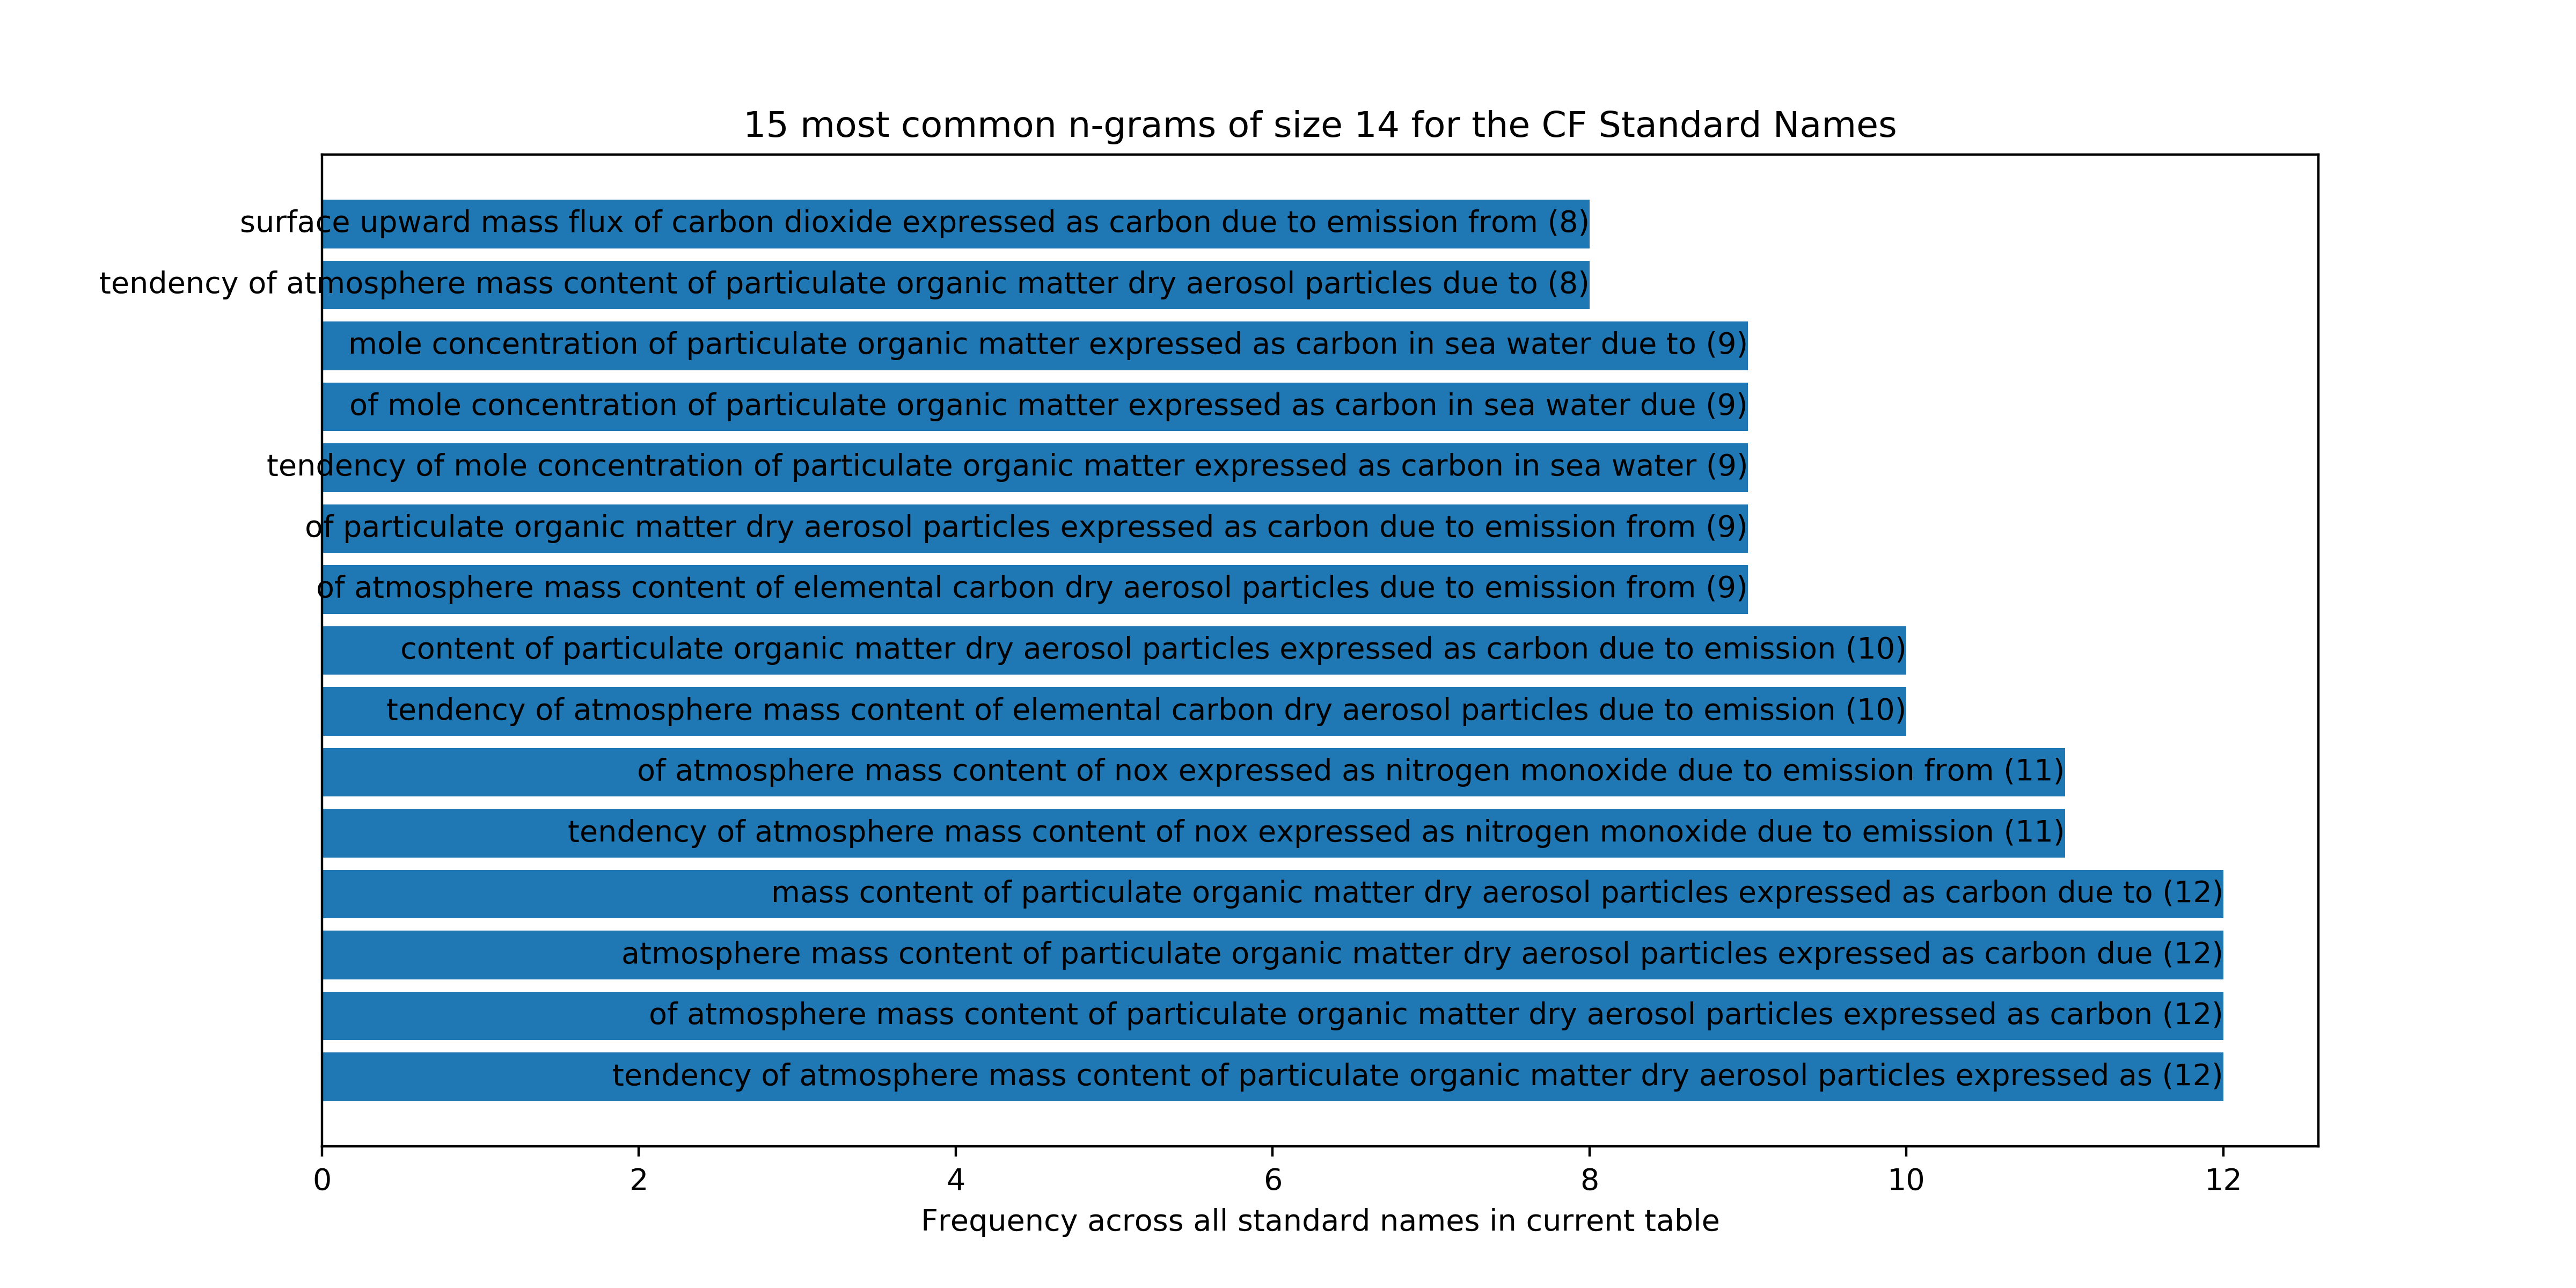 15 most common n-grams of size 14 for the CF Standard Names
surface upward mass flux of carbon dioxide expressed as carbon due to emission from (8)
tendency of atmosphere mass content of particulate organic matter dry aerosol particles due to (8)
mole concentration of particulate organic matter expressed as carbon in sea water due to (9)
of mole concentration of particulate organic matter expressed as carbon in sea water due (9)
tendency of mole concentration of particulate organic matter expressed as carbon in sea water (9)
of particulate organic matter dry aerosol particles expressed as carbon due to emission from (9)
of atmosphere mass content of elemental carbon dry aerosol particles due to emission from (9)
content of particulate organic matter dry aerosol particles expressed as carbon due to emission (10)
tendency of atmosphere mass content of elemental carbon dry aerosol particles due to emission (10)
of atmosphere mass content of nox expressed as nitrogen monoxide due to emission from (11)
tendency of atmosphere mass content of nox expressed as nitrogen monoxide due to emission (11)
mass content of particulate organic matter dry aerosol particles expressed as carbon due to (12)
atmosphere mass content of particulate organic matter dry aerosol particles expressed as carbon due (12)
of atmosphere mass content of particulate organic matter dry aerosol particles expressed as carbon (12)
tendency of atmosphere mass content of particulate organic matter dry aerosol particles expressed as (12)
0 2 4 6 8 10 12
Frequency across all standard names in current table